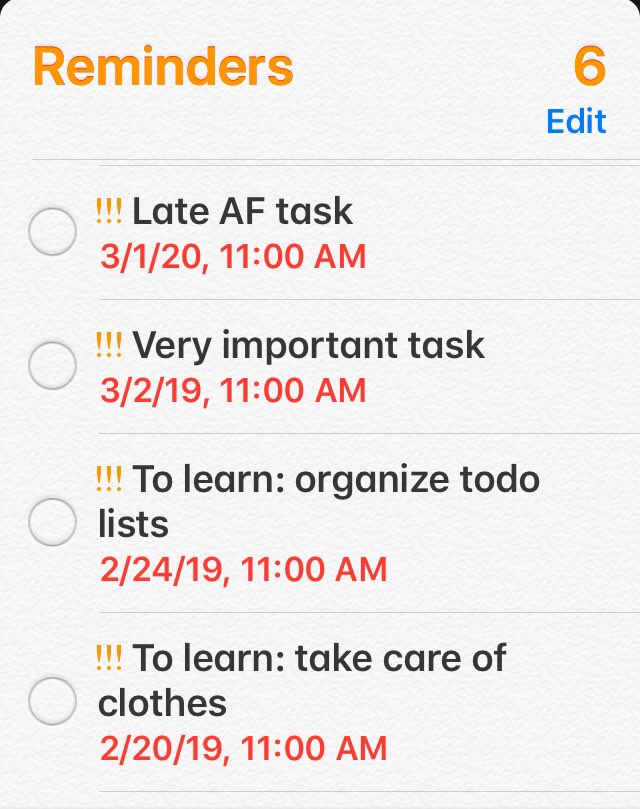 Reminders 6
Edit
!!! Late AF task
3/1/20, 11:00 AM
!!! Very important task
3/2/19, 11:00 AM
!!! To learn: organize todo
lists
2/24/19, 11:00 AM
!!! To learn: take care of
clothes
2/20/19, 11:00 AM